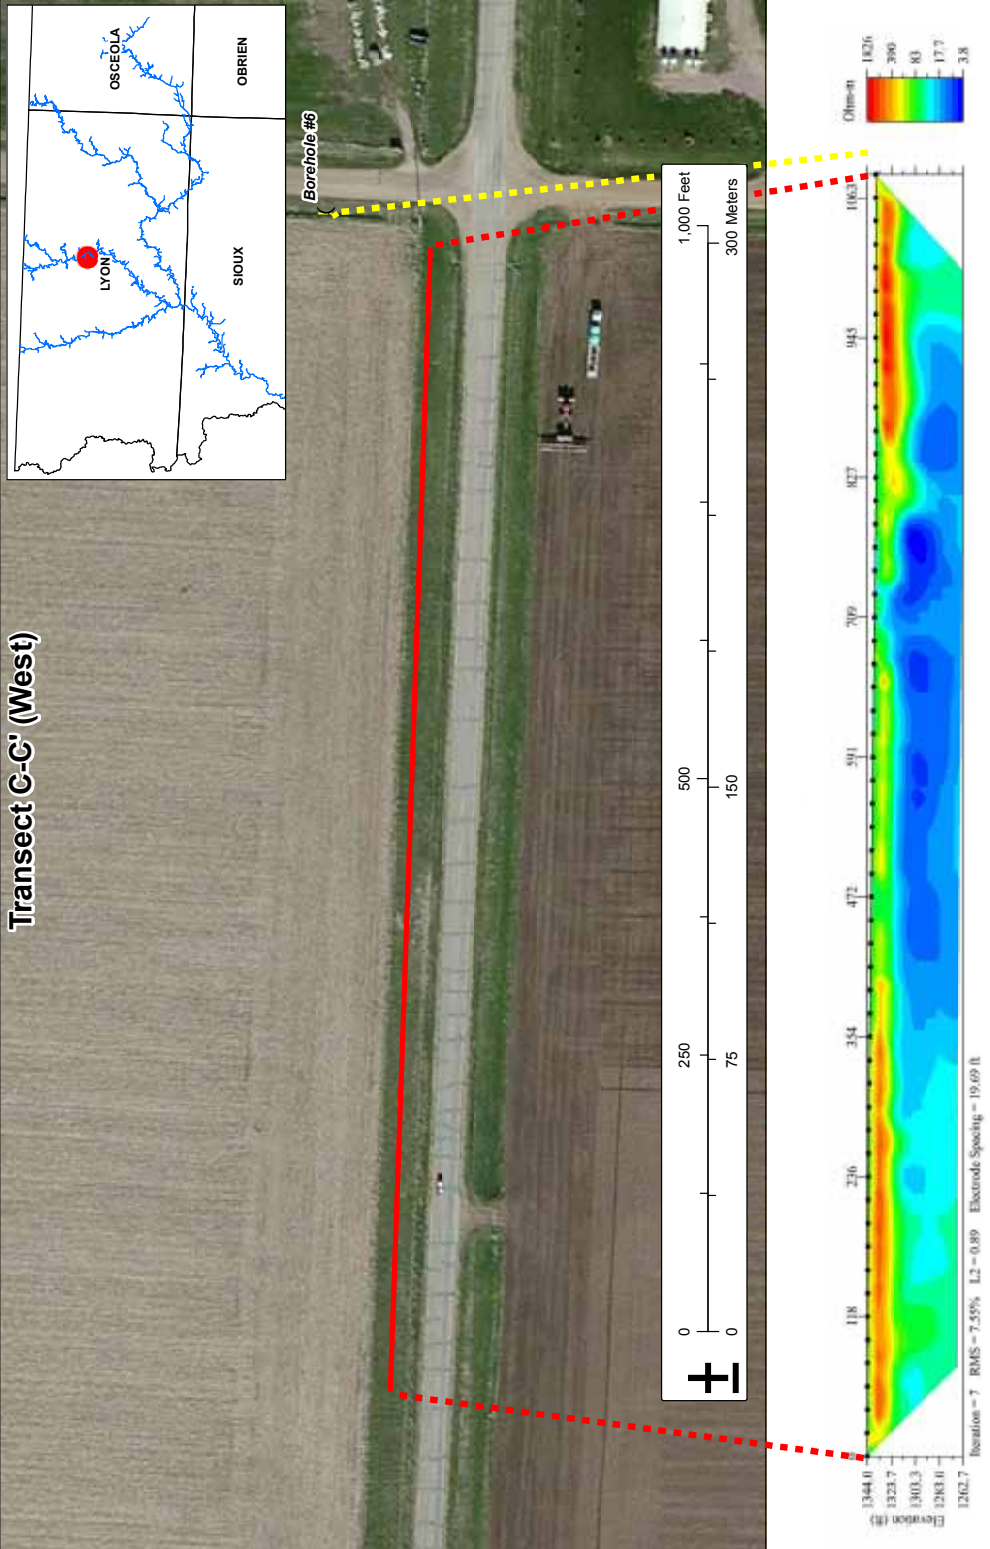 Transect C-C' (West)
OSCEOLA
OBRIEN
LYON
SIOUX
Borehole #6
0 250 500 1,000 Feet
0 75 150 300 Meters
Ohm-m
1826
390
83
17.7
3.8
118 236 354 472 591 709 827 945 1063
Elevation (ft)
1344.0
1323.7
1303.3
1283.0
1262.7
Iteration = 7 RMS = 7.55% L2 = 0.89 Electrode Spacing = 19.69 ft